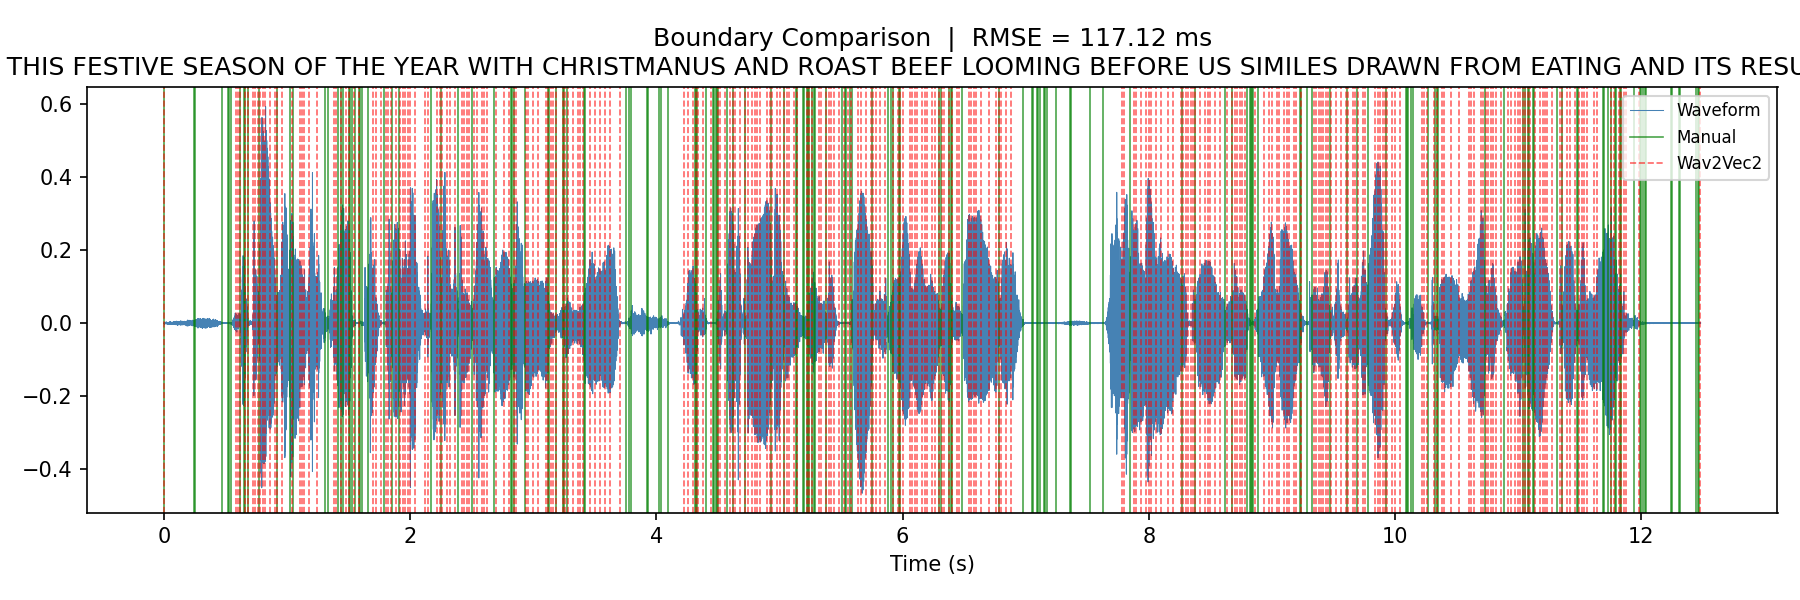 Boundary Comparison | RMSE = 117.12 ms
THIS FESTIVE SEASON OF THE YEAR WITH CHRISTMANUS AND ROAST BEEF LOOMING BEFORE US SIMILES DRAWN FROM EATING AND ITS RESU
0.6
0.4
0.2
0.0
−0.2
−0.4
Waveform
Manual
Wav2Vec2
0 2 4 6 8 10 12
Time (s)